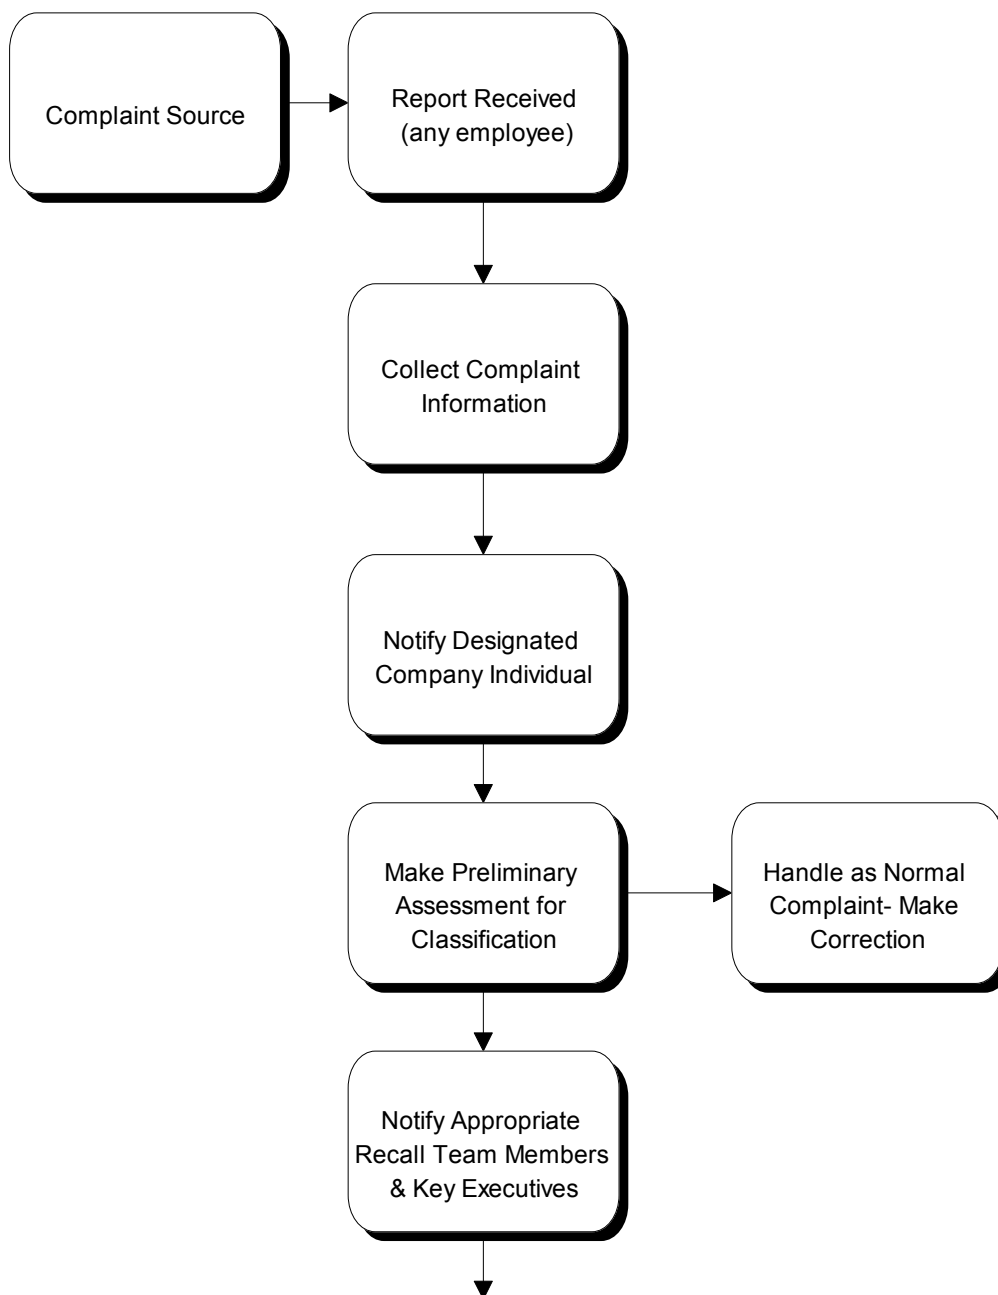 Complaint Source
Report Received
(any employee)
Collect Complaint
Information
Notify Designated
Company Individual
Make Preliminary
Assessment for
Classification
Handle as Normal
Complaint- Make
Correction
Notify Appropriate
Recall Team Members
& Key Executives